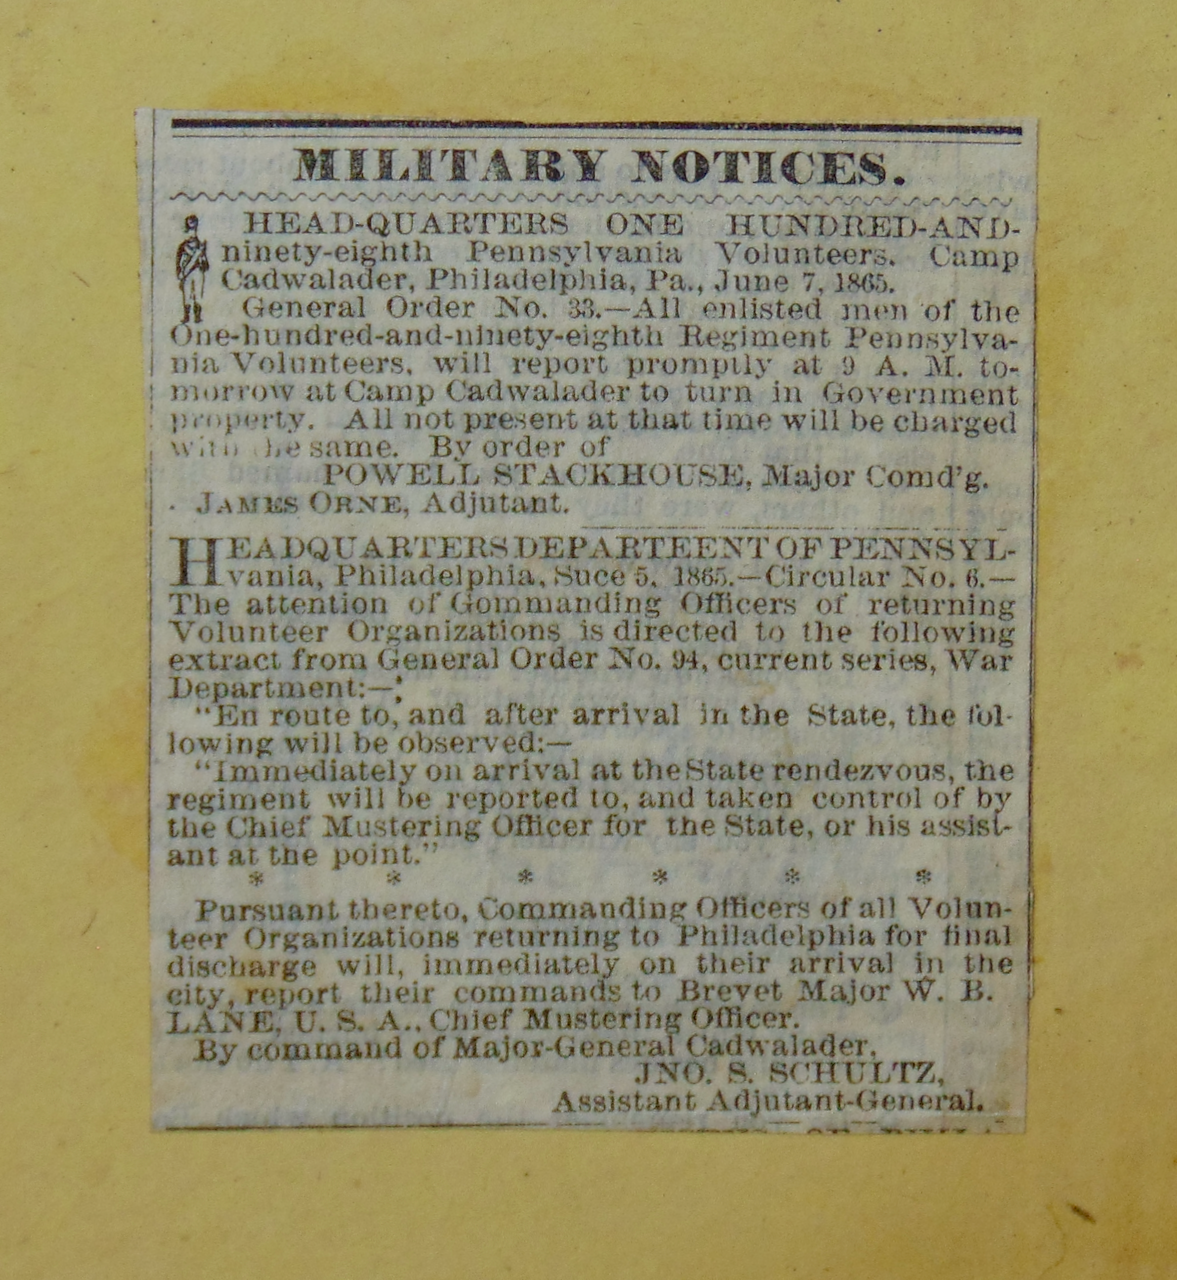 MILITARY NOTICES.
HEAD-QUARTERS ONE HUNDRED-AND-
ninety-eighth Pennsylvania Volunteers. Camp
Cadwalader, Philadelphia, Pa., June 7, 1865.
General Order No. 33.—All enlisted men of the
One-hundred-and-ninety-eighth Regiment Pennsylva-
nia Volunteers, will report promptly at 9 A. M. to-
morrow at Camp Cadwalader to turn in Government
property. All not present at that time will be charged
with he same. By order of
POWELL STACKHOUSE, Major Comd'g.
JAMES ORNE, Adjutant.
HEADQUARTERS DEPARTEENT OF PENNSYL-
vania, Philadelphia, Suce 5, 1865.—Circular No. 6.—
The attention of Gommanding Officers of returning
Volunteer Organizations is directed to the following
extract from General Order No. 94, current series, War
Department:—
"En route to, and after arrival in the State, the fol-
lowing will be observed:—
"Immediately on arrival at the State rendezvous, the
regiment will be reported to, and taken control of by
the Chief Mustering Officer for the State, or his assist-
ant at the point."
* * * * * *
Pursuant thereto, Commanding Officers of all Volun-
teer Organizations returning to Philadelphia for final
discharge will, immediately on their arrival in the
city, report their commands to Brevet Major W. B.
LANE, U. S. A., Chief Mustering Officer.
By command of Major-General Cadwalader.
JNO. S. SCHULTZ,
Assistant Adjutant-General.